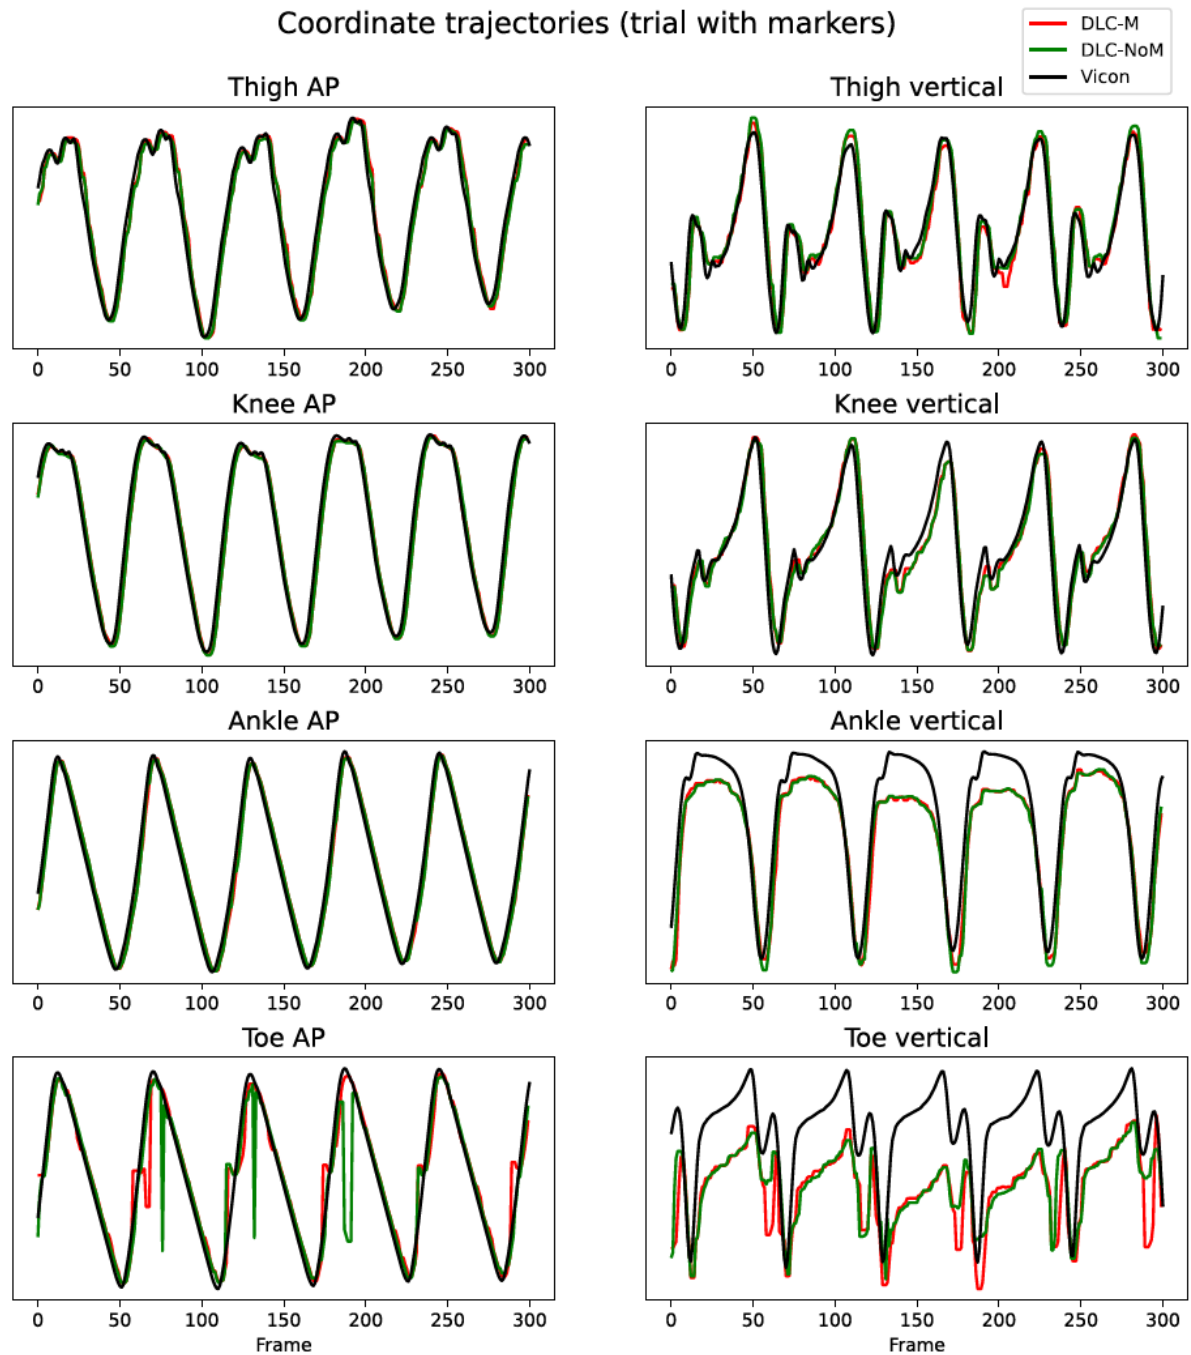 Coordinate trajectories (trial with markers)
DLC-M
DLC-NoM
Vicon
Thigh AP
Thigh vertical
0 50 100 150 200 250 300
0 50 100 150 200 250 300
Knee AP
Knee vertical
0 50 100 150 200 250 300
0 50 100 150 200 250 300
Ankle AP
Ankle vertical
0 50 100 150 200 250 300
0 50 100 150 200 250 300
Toe AP
Toe vertical
0 50 100 150 200 250 300
0 50 100 150 200 250 300
Frame
Frame